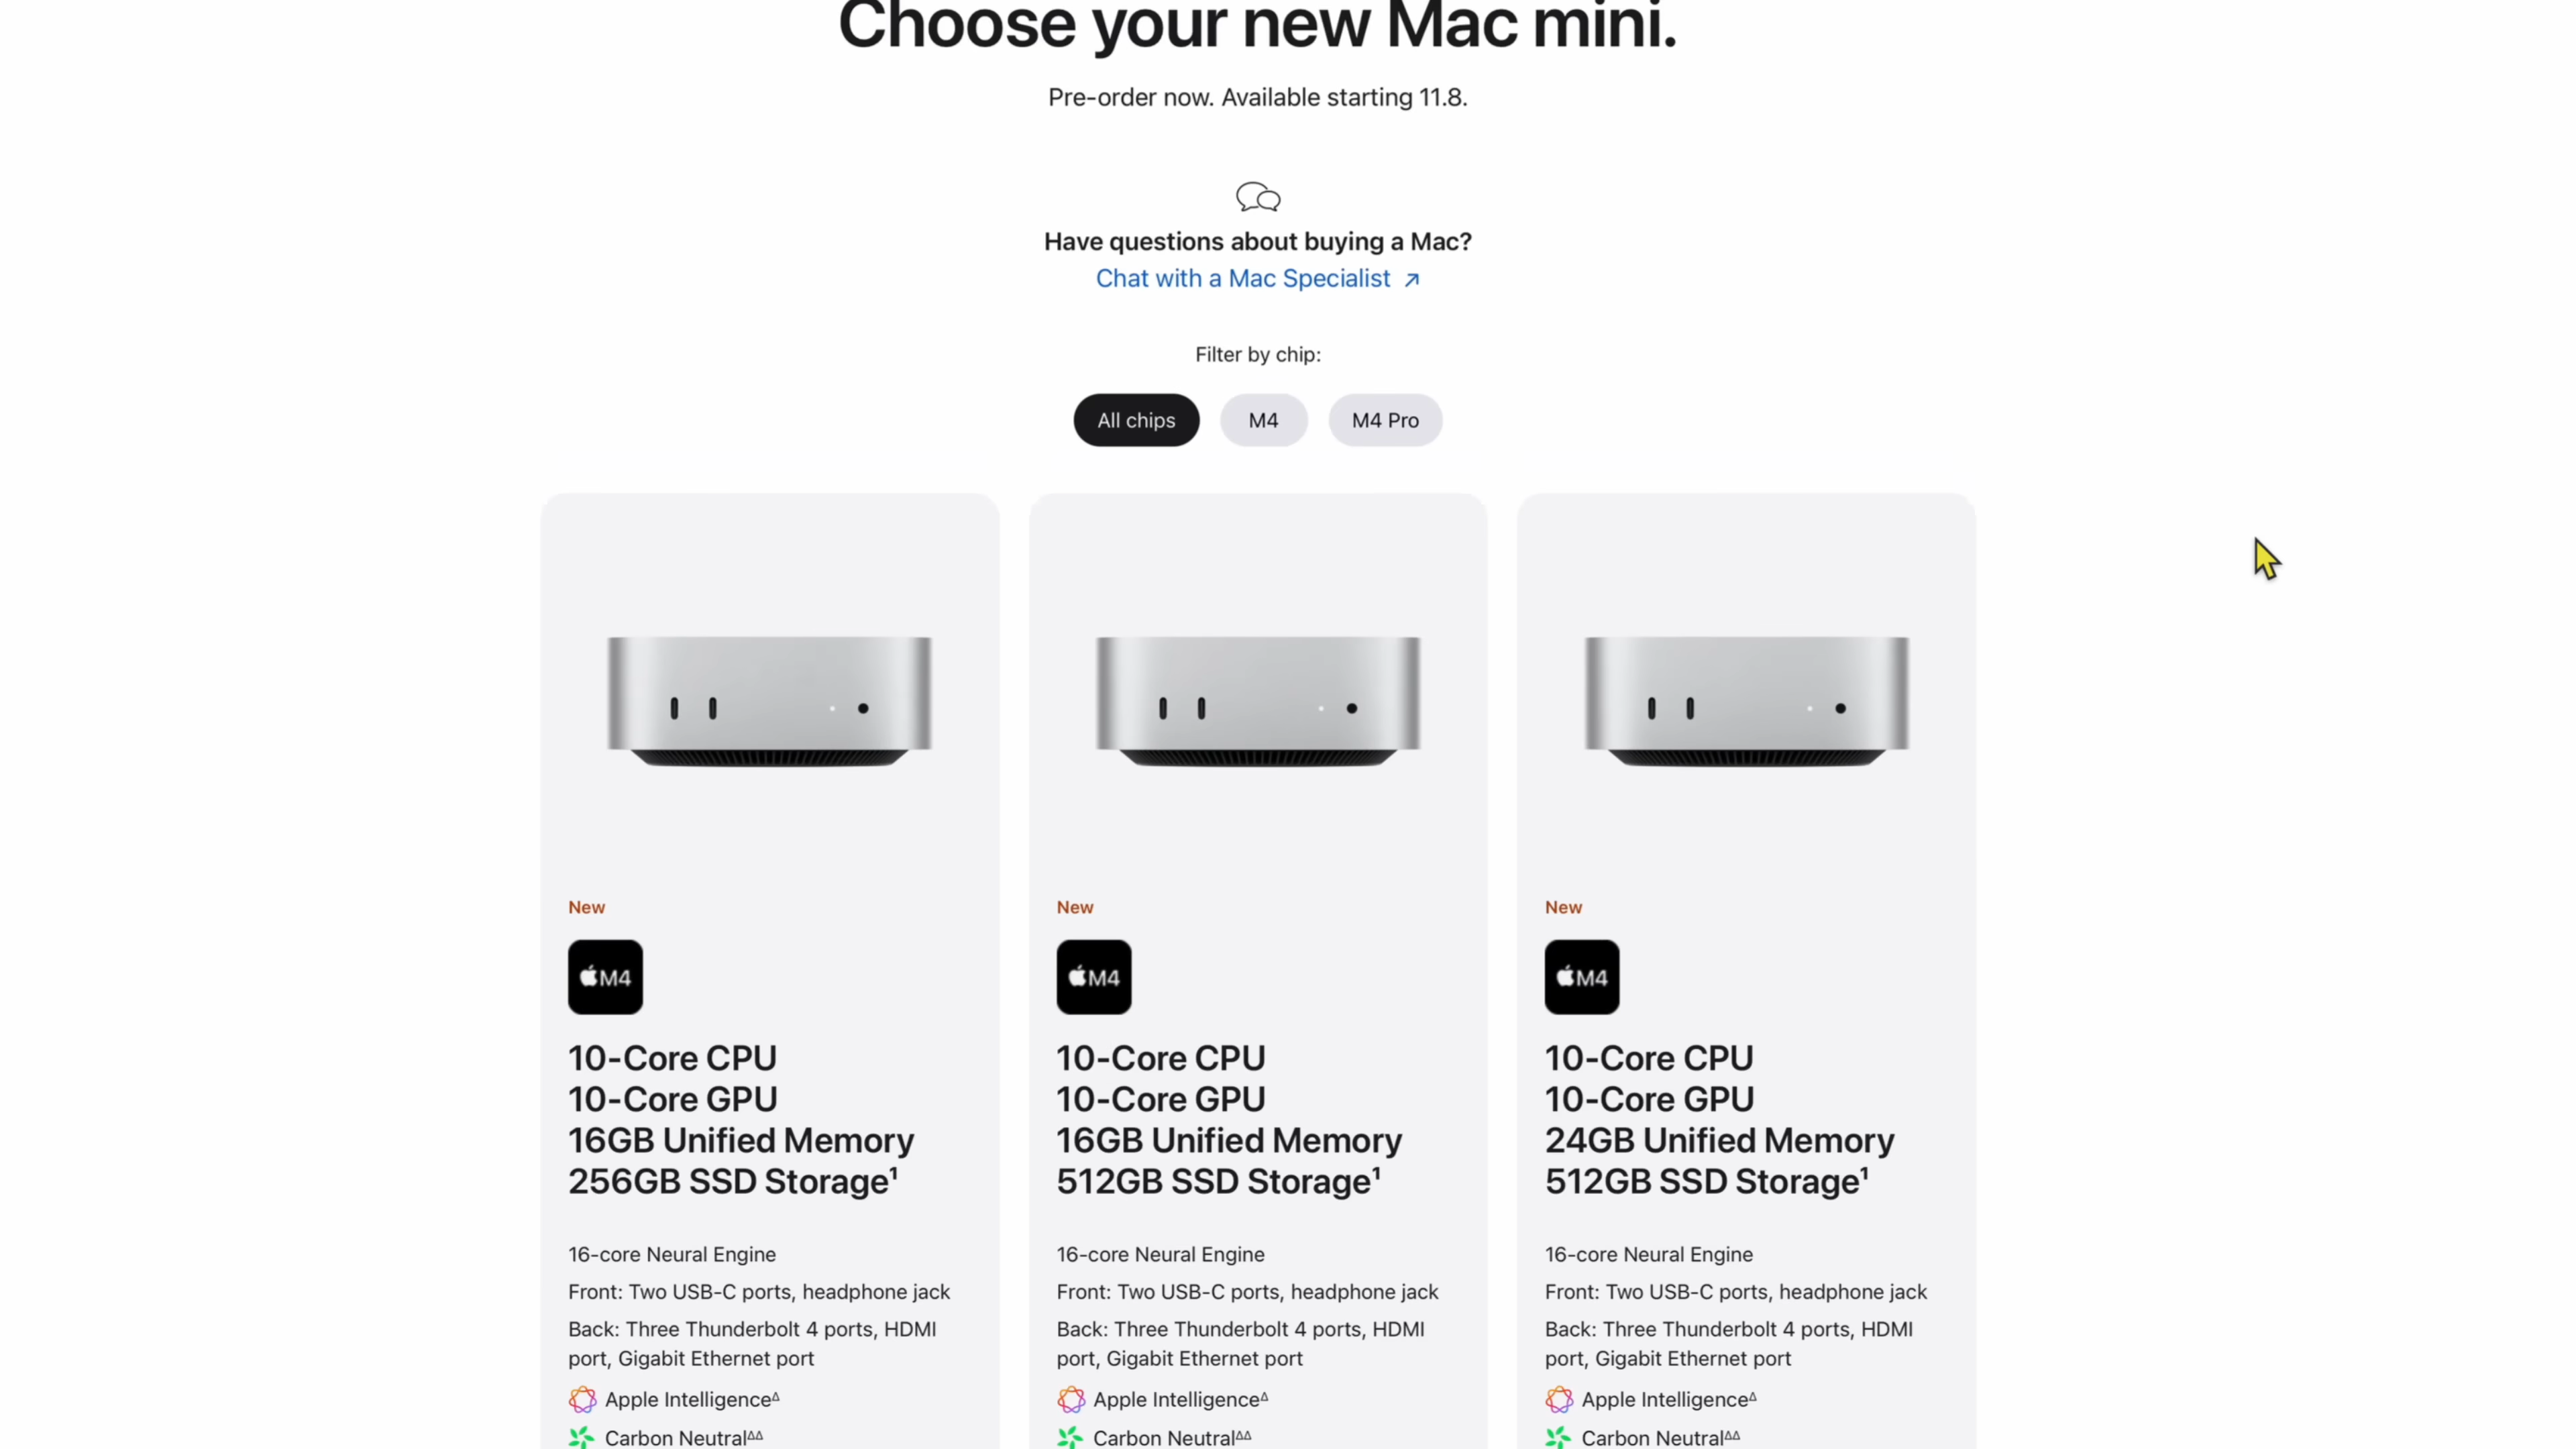 Choose your new Mac mini.
Pre-order now. Available starting 11.8.
Have questions about buying a Mac?
Chat with a Mac Specialist ↗
Filter by chip:
All chips
M4
M4 Pro
New
M4
10-Core CPU
10-Core GPU
16GB Unified Memory
256GB SSD Storage¹
16-core Neural Engine
Front: Two USB-C ports, headphone jack
Back: Three Thunderbolt 4 ports, HDMI
port, Gigabit Ethernet port
Apple Intelligence∆
Carbon Neutral∆∆
New
M4
10-Core CPU
10-Core GPU
16GB Unified Memory
512GB SSD Storage¹
16-core Neural Engine
Front: Two USB-C ports, headphone jack
Back: Three Thunderbolt 4 ports, HDMI
port, Gigabit Ethernet port
Apple Intelligence∆
Carbon Neutral∆∆
New
M4
10-Core CPU
10-Core GPU
24GB Unified Memory
512GB SSD Storage¹
16-core Neural Engine
Front: Two USB-C ports, headphone jack
Back: Three Thunderbolt 4 ports, HDMI
port, Gigabit Ethernet port
Apple Intelligence∆
Carbon Neutral∆∆